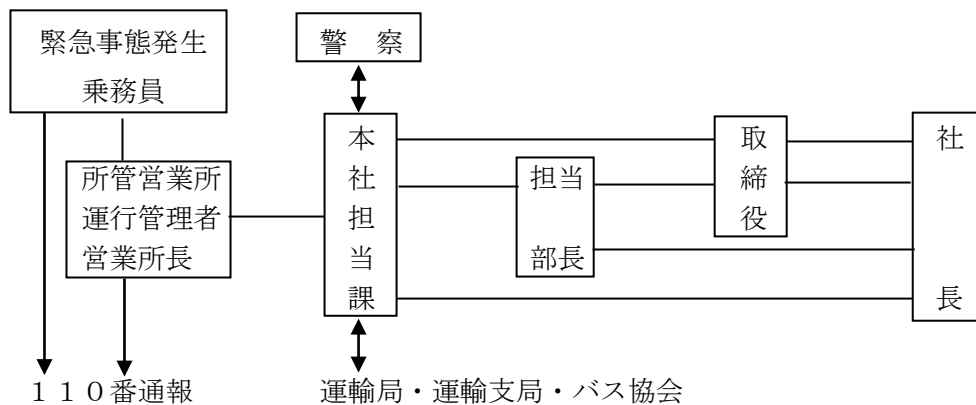 緊急事態発生
乗務員
警　察
所管営業所
運行管理者
営業所長
本社担当課
担当
部長
取締役
社長
１１０番通報
運輸局・運輸支局・バス協会